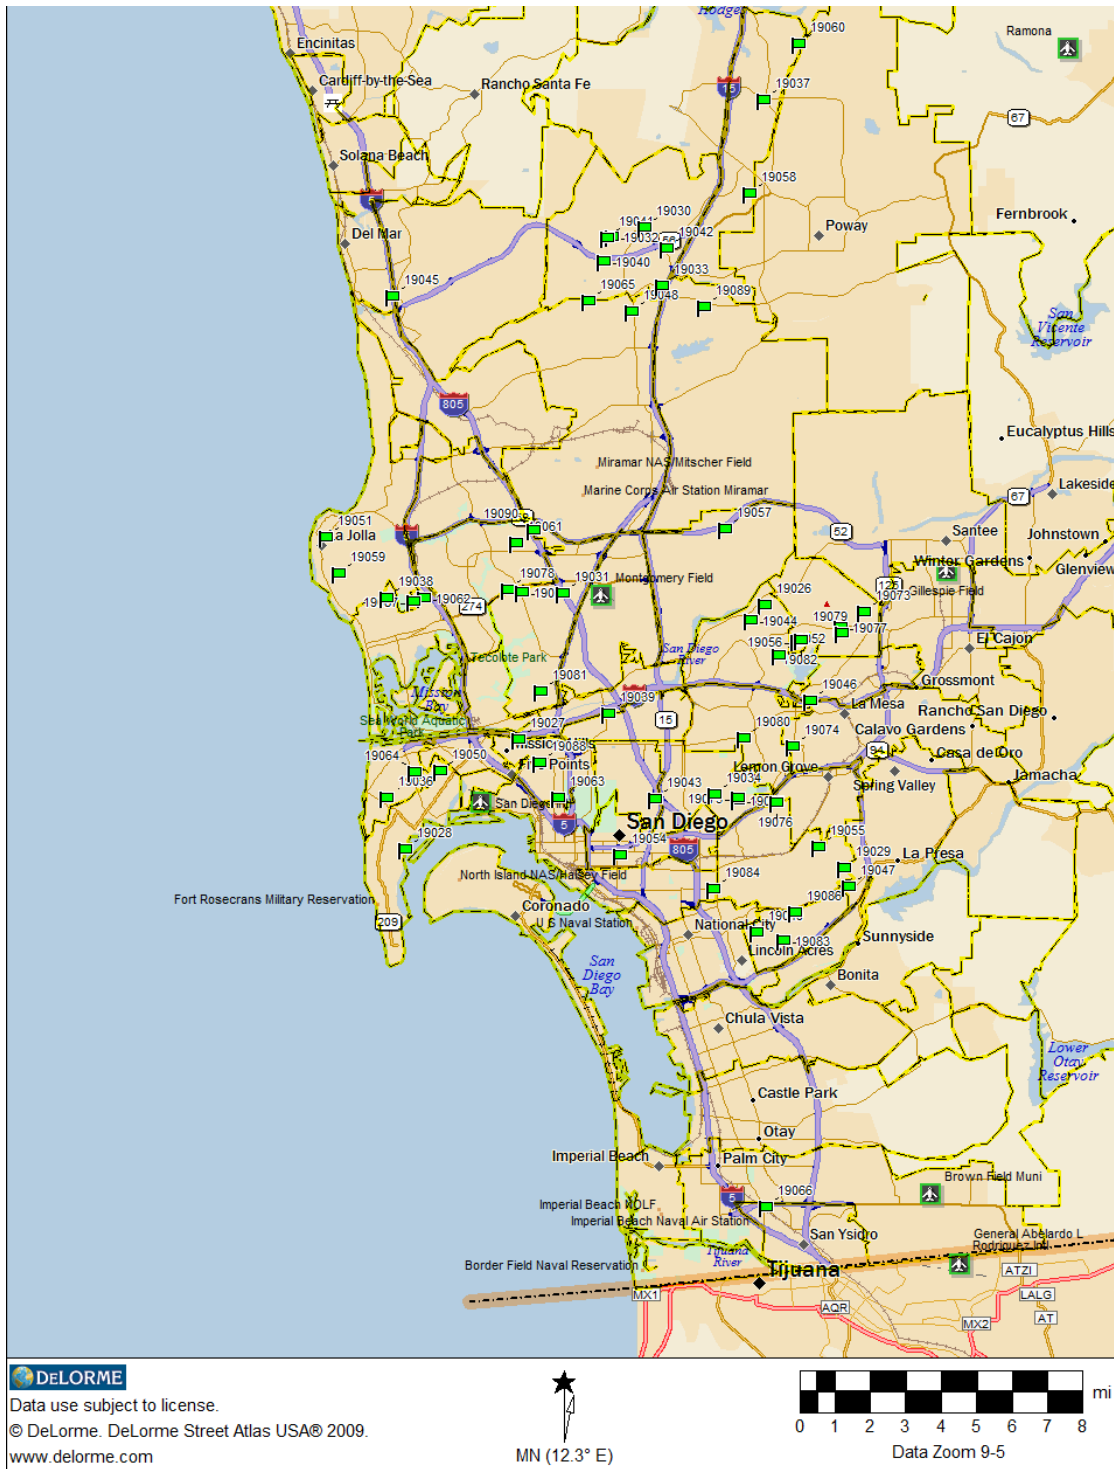 Hodges
19060
Ramona
Encinitas
Cardiff-by-the-Sea
Rancho Santa Fe
15
19037
67
Solana Beach
5
19058
Fernbrook
19030
19032
19042
56
Poway
Del Mar
19040
19033
19045
19065
19048
19089
San
Vicente
Reservoir
805
Eucalyptus Hills
Miramar NAS/Mitscher Field
Marine Corps Air Station Miramar
67
Lakeside
19051
19090
19061
19057
52
Santee
Johnstown
La Jolla
19059
Winter Gardens
Glenview
19038
19078
19031
Montgomery Field
125
Gillespie Field
19062
274
19026
19073
19044
19079
19077
19056
El Cajon
Tecolote Park
San Diego
River
19082
Mission
Bay
19081
19046
Grossmont
19039
La Mesa
Rancho San Diego
Sea World Aquatic
Park
19027
15
19080
19074
Calavo Gardens
Mission Hills
19088
94
Casa de Oro
19064
19050
Five Points
Lemon Grove
19036
19063
19043
19034
Spring Valley
Jamacha
San Diego Intl
19076
5
San Diego
19028
19054
805
19055
19029
La Presa
19084
19047
North Island NAS/Halsey Field
19086
Fort Rosecrans Military Reservation
Coronado
209
U S Naval Station
National City
19083
Sunnyside
Lincoln Acres
San
Diego
Bay
Bonita
Chula Vista
Lower
Otay
Reservoir
Castle Park
Otay
Imperial Beach
Palm City
Brown Field Muni
5
19066
Imperial Beach NOLF
Imperial Beach Naval Air Station
San Ysidro
General Abelardo L
Rodriguez Intl
Tijuana
River
Border Field Naval Reservation
Tijuana
ATZI
MX1
LALG
AQR
AT
MX2
DELORME
Data use subject to license.
© DeLorme. DeLorme Street Atlas USA® 2009.
www.delorme.com
MN (12.3° E)
mi
0 1 2 3 4 5 6 7 8
Data Zoom 9-5